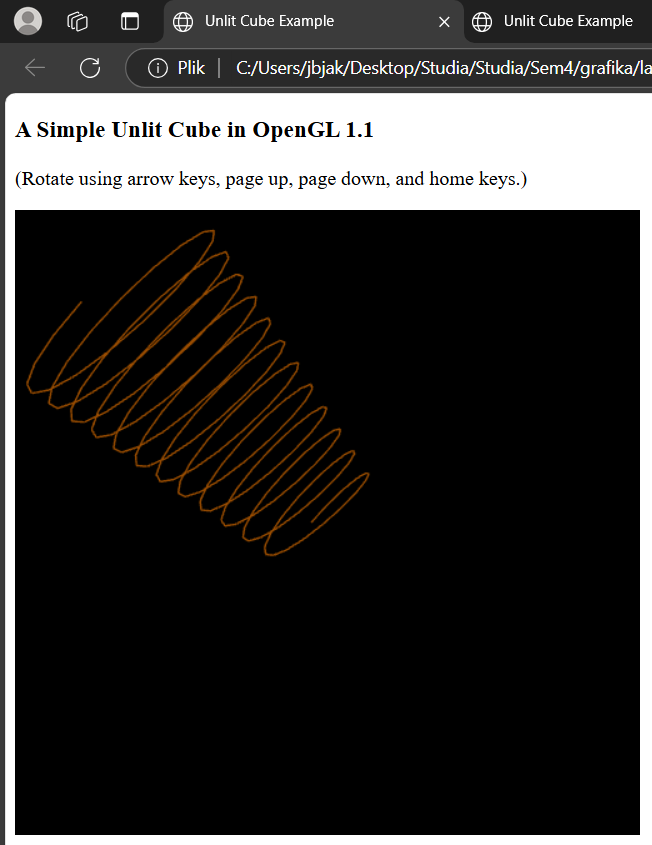 Unlit Cube Example
Unlit Cube Example
Plik
C:/Users/jbjak/Desktop/Studia/Studia/Sem4/grafika/la
A Simple Unlit Cube in OpenGL 1.1
(Rotate using arrow keys, page up, page down, and home keys.)